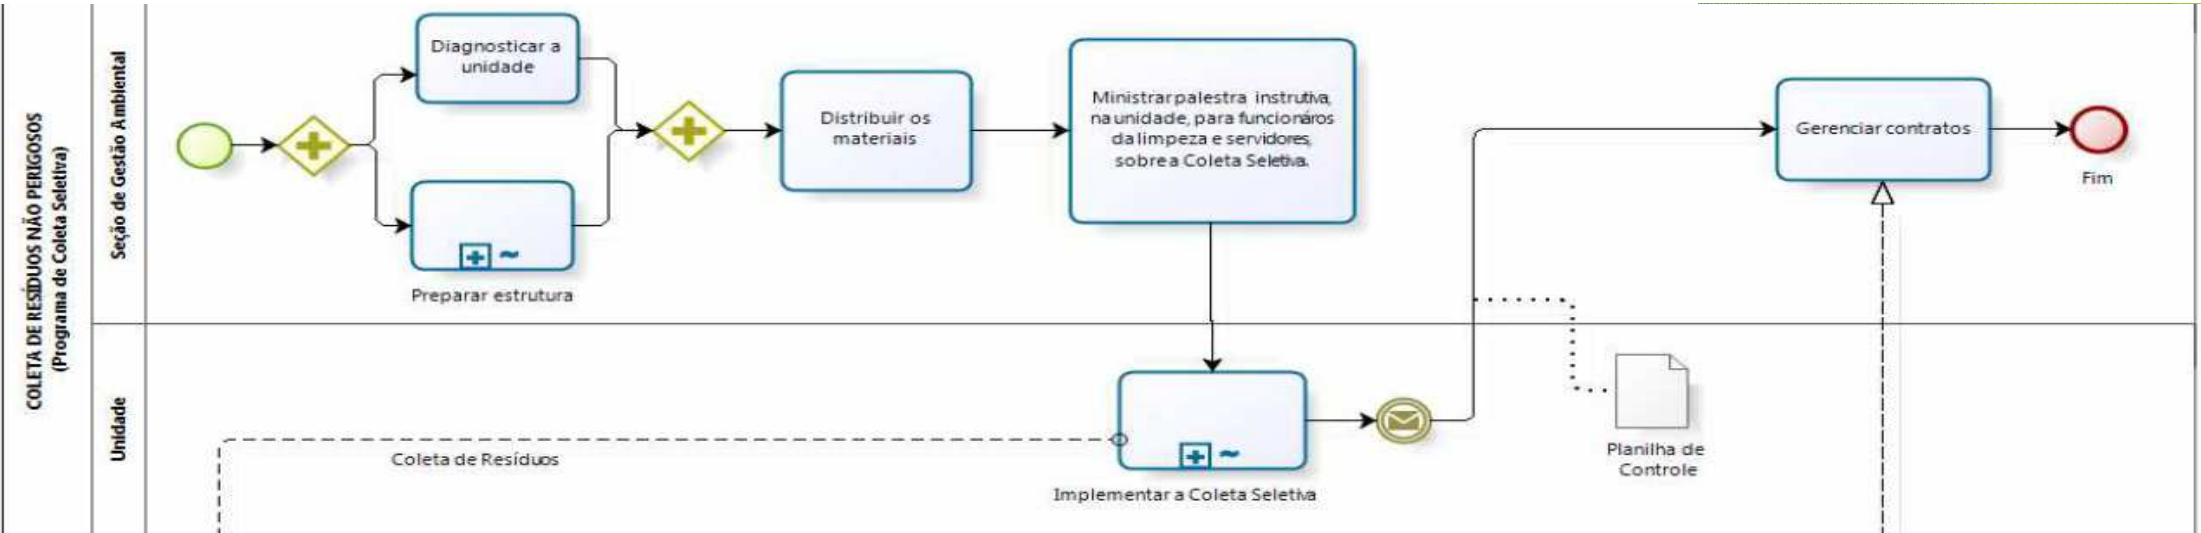 COLETA DE RESÍDUOS NÃO PERIGOSOS
(Programa de Coleta Seletiva)
Seção de Gestão Ambiental
Diagnosticar a
unidade
Preparar estrutura
Distribuir os
materiais
Ministrar palestra instrutiva,
na unidade, para funcionáros
da limpeza e servidores,
sobre a Coleta Seletiva.
Gerenciar contratos
Fim
Unidade
Coleta de Resíduos
Implementar a Coleta Seletiva
Planilha de
Controle